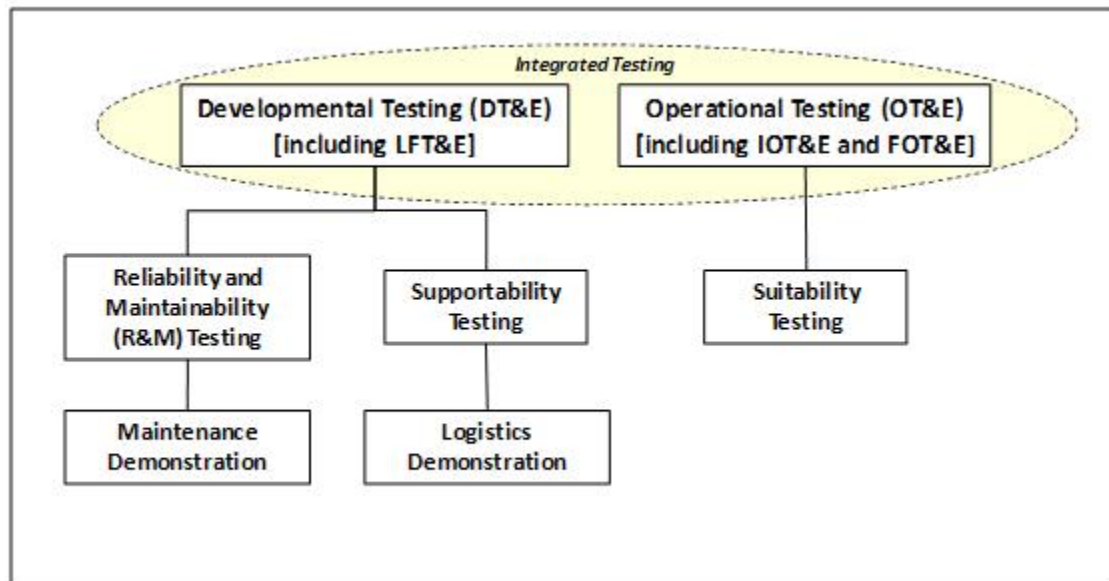 Integrated Testing
Developmental Testing (DT&E)
[including LFT&E]
Operational Testing (OT&E)
[including IOT&E and FOT&E]
Reliability and
Maintainability
(R&M) Testing
Supportability
Testing
Suitability
Testing
Maintenance
Demonstration
Logistics
Demonstration